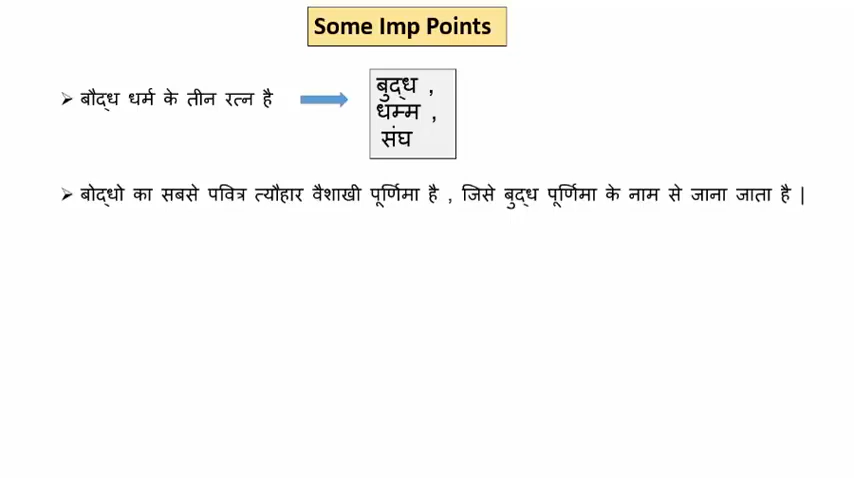 Some Imp Points
➢ बौद्ध धर्म के तीन रत्न है
बुद्ध ,
धम्म ,
संघ
➢ बोद्धो का सबसे पवित्र त्यौहार वैशाखी पूर्णिमा है , जिसे बुद्ध पूर्णिमा के नाम से जाना जाता है |